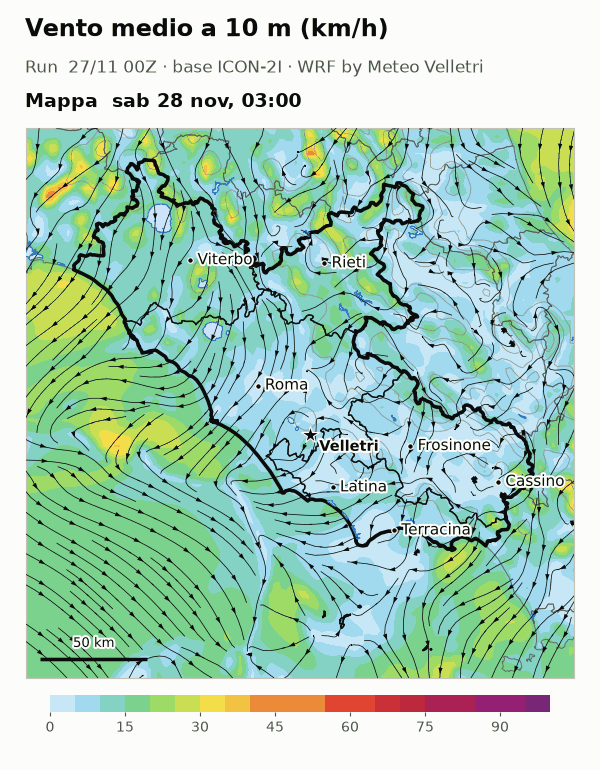 Vento medio a 10 m (km/h)
Run 27/11 00Z · base ICON-2I · WRF by Meteo Velletri
Mappa sab 28 nov, 03:00
Viterbo
Rieti
Roma
Velletri
Frosinone
Latina
Cassino
Terracina
50 km
0 15 30 45 60 75 90